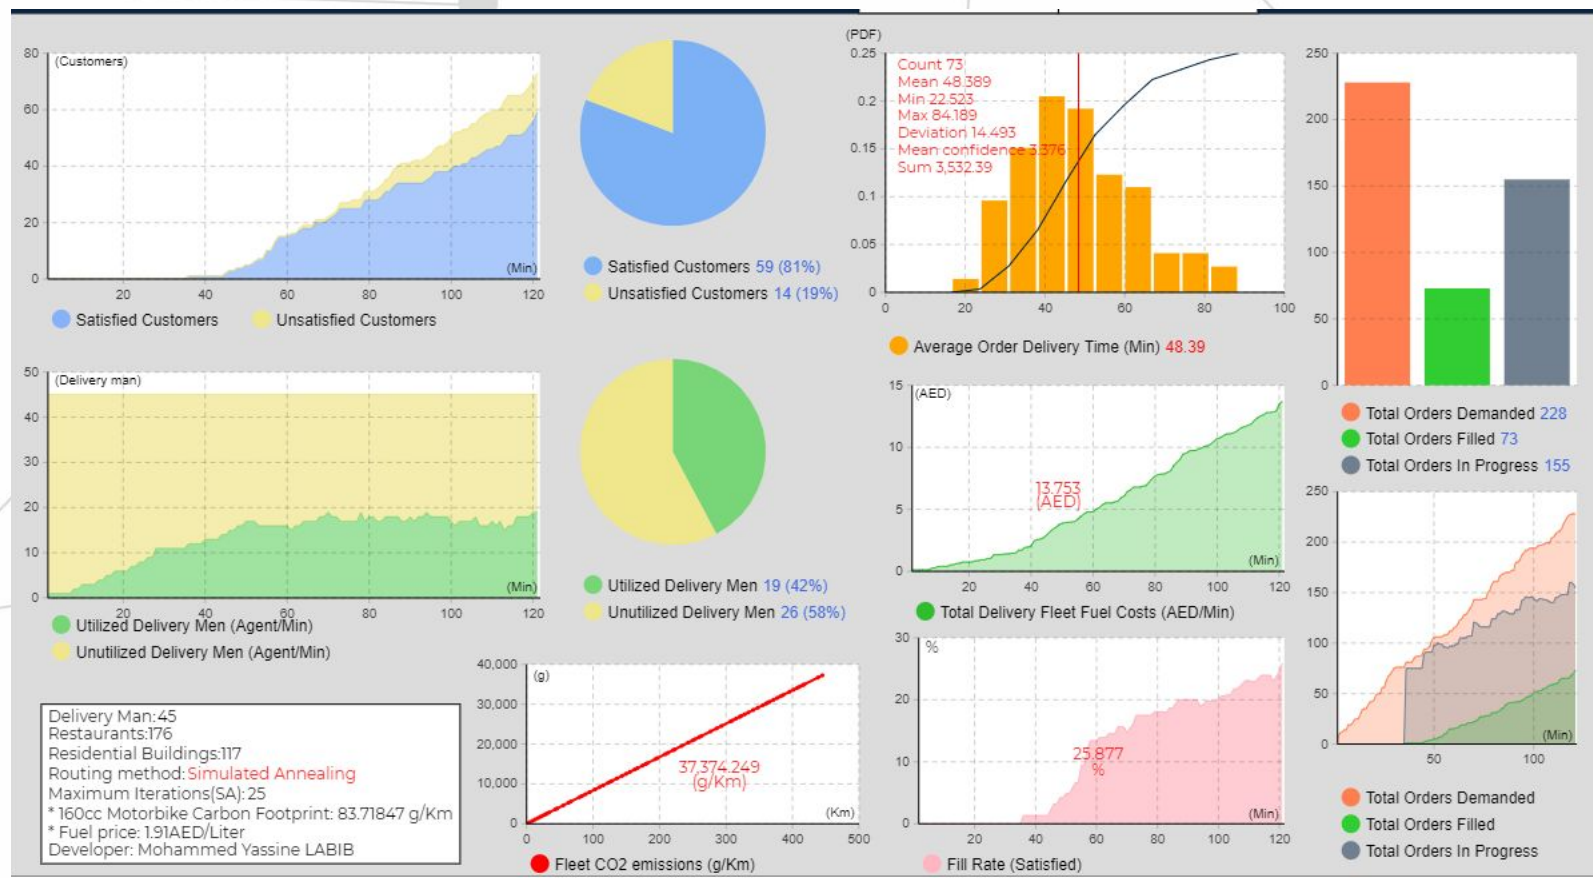 (Customers)
80
60
40
20
0
(Min)
20 40 60 80 100 120
Satisfied Customers Unsatisfied Customers
Satisfied Customers 59 (81%)
Unsatisfied Customers 14 (19%)
(PDF)
0.25
0.2
0.15
0.1
0.05
0
Count 73
Mean 48.389
Min 22.523
Max 84.189
Deviation 14.493
Mean confidence 3.376
Sum 3,532.39
0 20 40 60 80 100
Average Order Delivery Time (Min) 48.39
250
200
150
100
50
0
Total Orders Demanded 228
Total Orders Filled 73
Total Orders In Progress 155
(Delivery man)
50
40
30
20
10
0
(Min)
20 40 60 80 100 120
Utilized Delivery Men (Agent/Min)
Unutilized Delivery Men (Agent/Min)
Utilized Delivery Men 19 (42%)
Unutilized Delivery Men 26 (58%)
(AED)
15
10
5
0
13.753
(AED)
(Min)
20 40 60 80 100 120
Total Delivery Fleet Fuel Costs (AED/Min)
250
200
150
100
50
0
(Min)
50 100
Total Orders Demanded
Total Orders Filled
Total Orders In Progress
Delivery Man:45
Restaurants:176
Residential Buildings:117
Routing method: Simulated Annealing
Maximum Iterations(SA): 25
* 160cc Motorbike Carbon Footprint: 83.71847 g/Km
* Fuel price: 1.91AED/Liter
Developer: Mohammed Yassine LABIB
(g)
40,000
30,000
20,000
10,000
0
37,374.249
(g/Km)
(Km)
0 100 200 300 400 500
Fleet CO2 emissions (g/Km)
%
30
20
10
0
25.877
%
(Min)
20 40 60 80 100 120
Fill Rate (Satisfied)